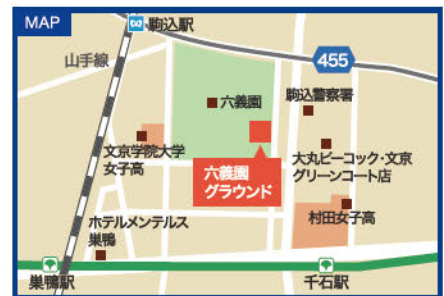 MAP
駒込駅
山手線
455
六義園
駒込警察署
文京学院大学
女子高
大丸ピーコック・文京
グリーンコート店
六義園
グラウンド
村田女子高
ホテルメンテルス
巣鴨
巣鴨駅
千石駅